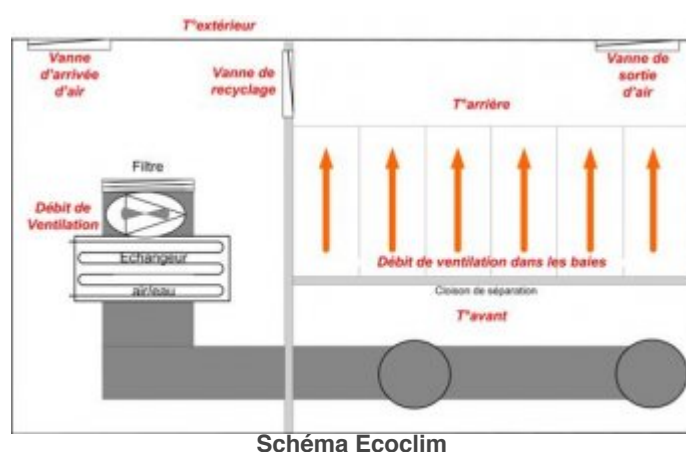 T°extérieur
Vanne
d'arrivée
d'air
Vanne de
recyclage
Vanne de
sortie
d'air
T°arrière
Filtre
Débit de
Ventilation
Echangeur
air/eau
Débit de ventilation dans les baies
Cloison de séparation
T°avant
Schéma Ecoclim